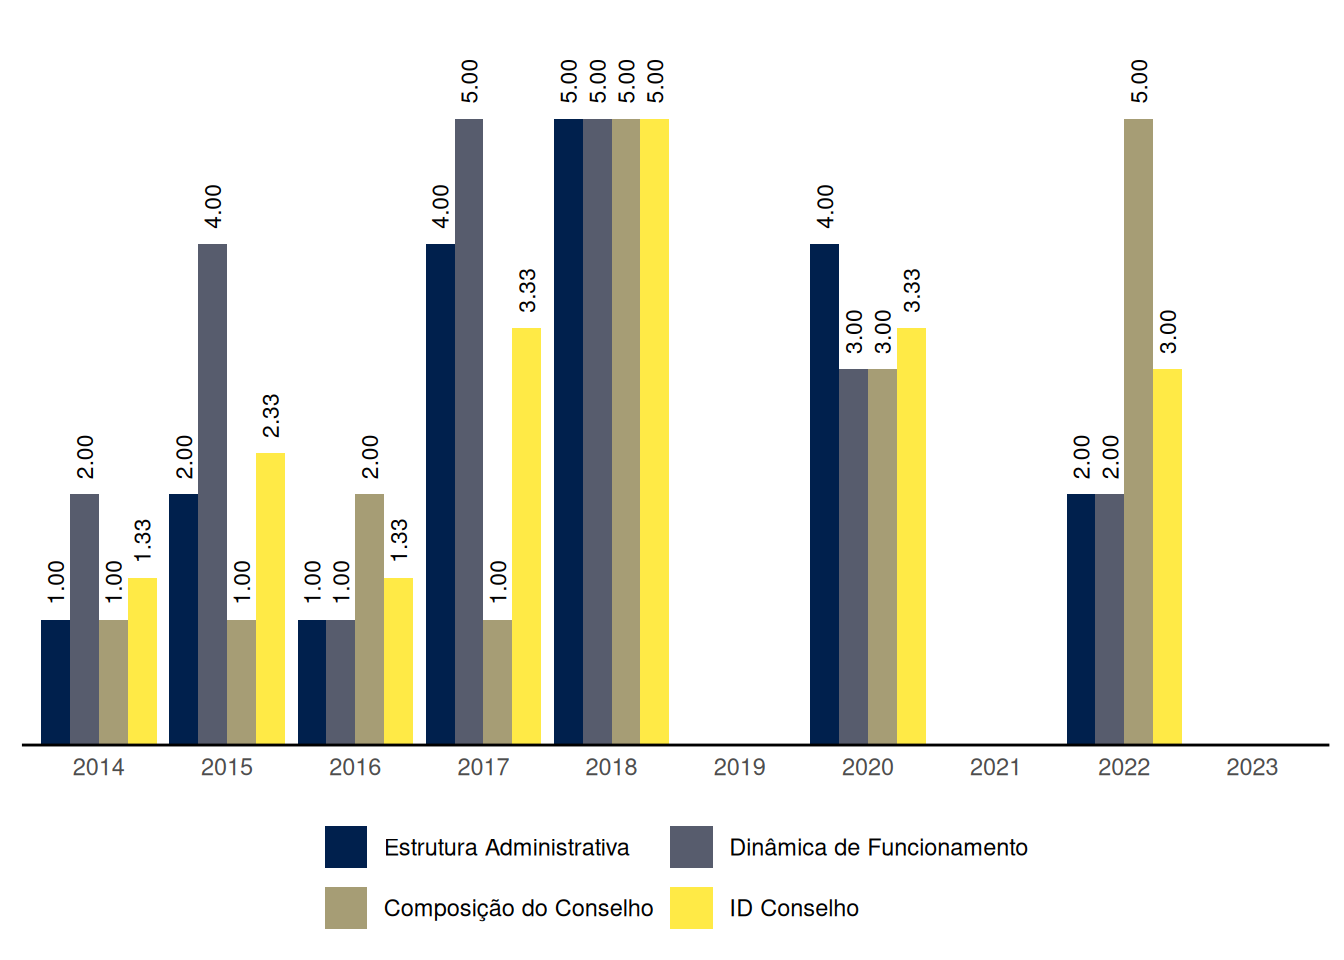 1.00 2.00 1.00 1.33
2.00 4.00 1.00 2.33
1.00 1.00 2.00 1.33
4.00 5.00 1.00 3.33
5.00 5.00 5.00 5.00
4.00 3.00 3.00 3.33
2.00 2.00 5.00 3.00
2014 2015 2016 2017 2018 2019 2020 2021 2022 2023
Estrutura Administrativa Dinâmica de Funcionamento
Composição do Conselho ID Conselho